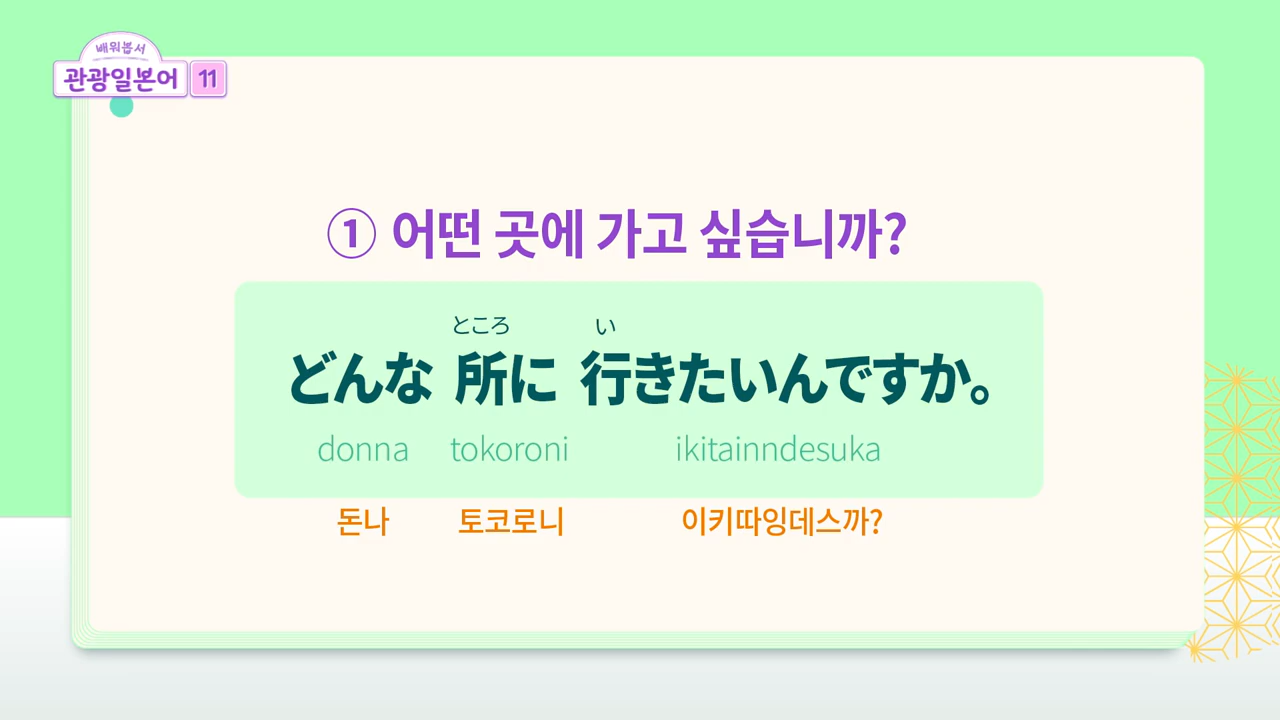 배워봅서
관광일본어 11
① 어떤 곳에 가고 싶습니까?
ところ い
どんな 所に 行きたいんですか。
donna tokoroni ikitainndesuka
돈나 토코로니 이키따잉데스까?